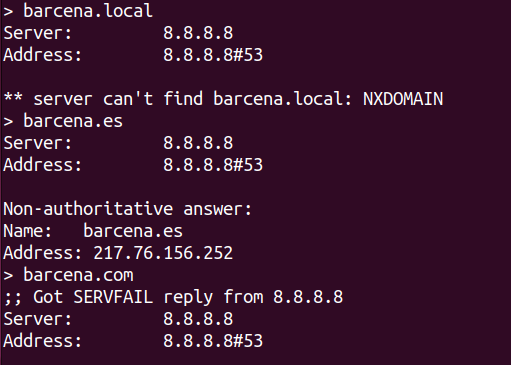 > barcena.local
Server: 8.8.8.8
Address: 8.8.8.8#53
** server can't find barcena.local: NXDOMAIN
> barcena.es
Server: 8.8.8.8
Address: 8.8.8.8#53
Non-authoritative answer:
Name: barcena.es
Address: 217.76.156.252
> barcena.com
;; Got SERVFAIL reply from 8.8.8.8
Server: 8.8.8.8
Address: 8.8.8.8#53